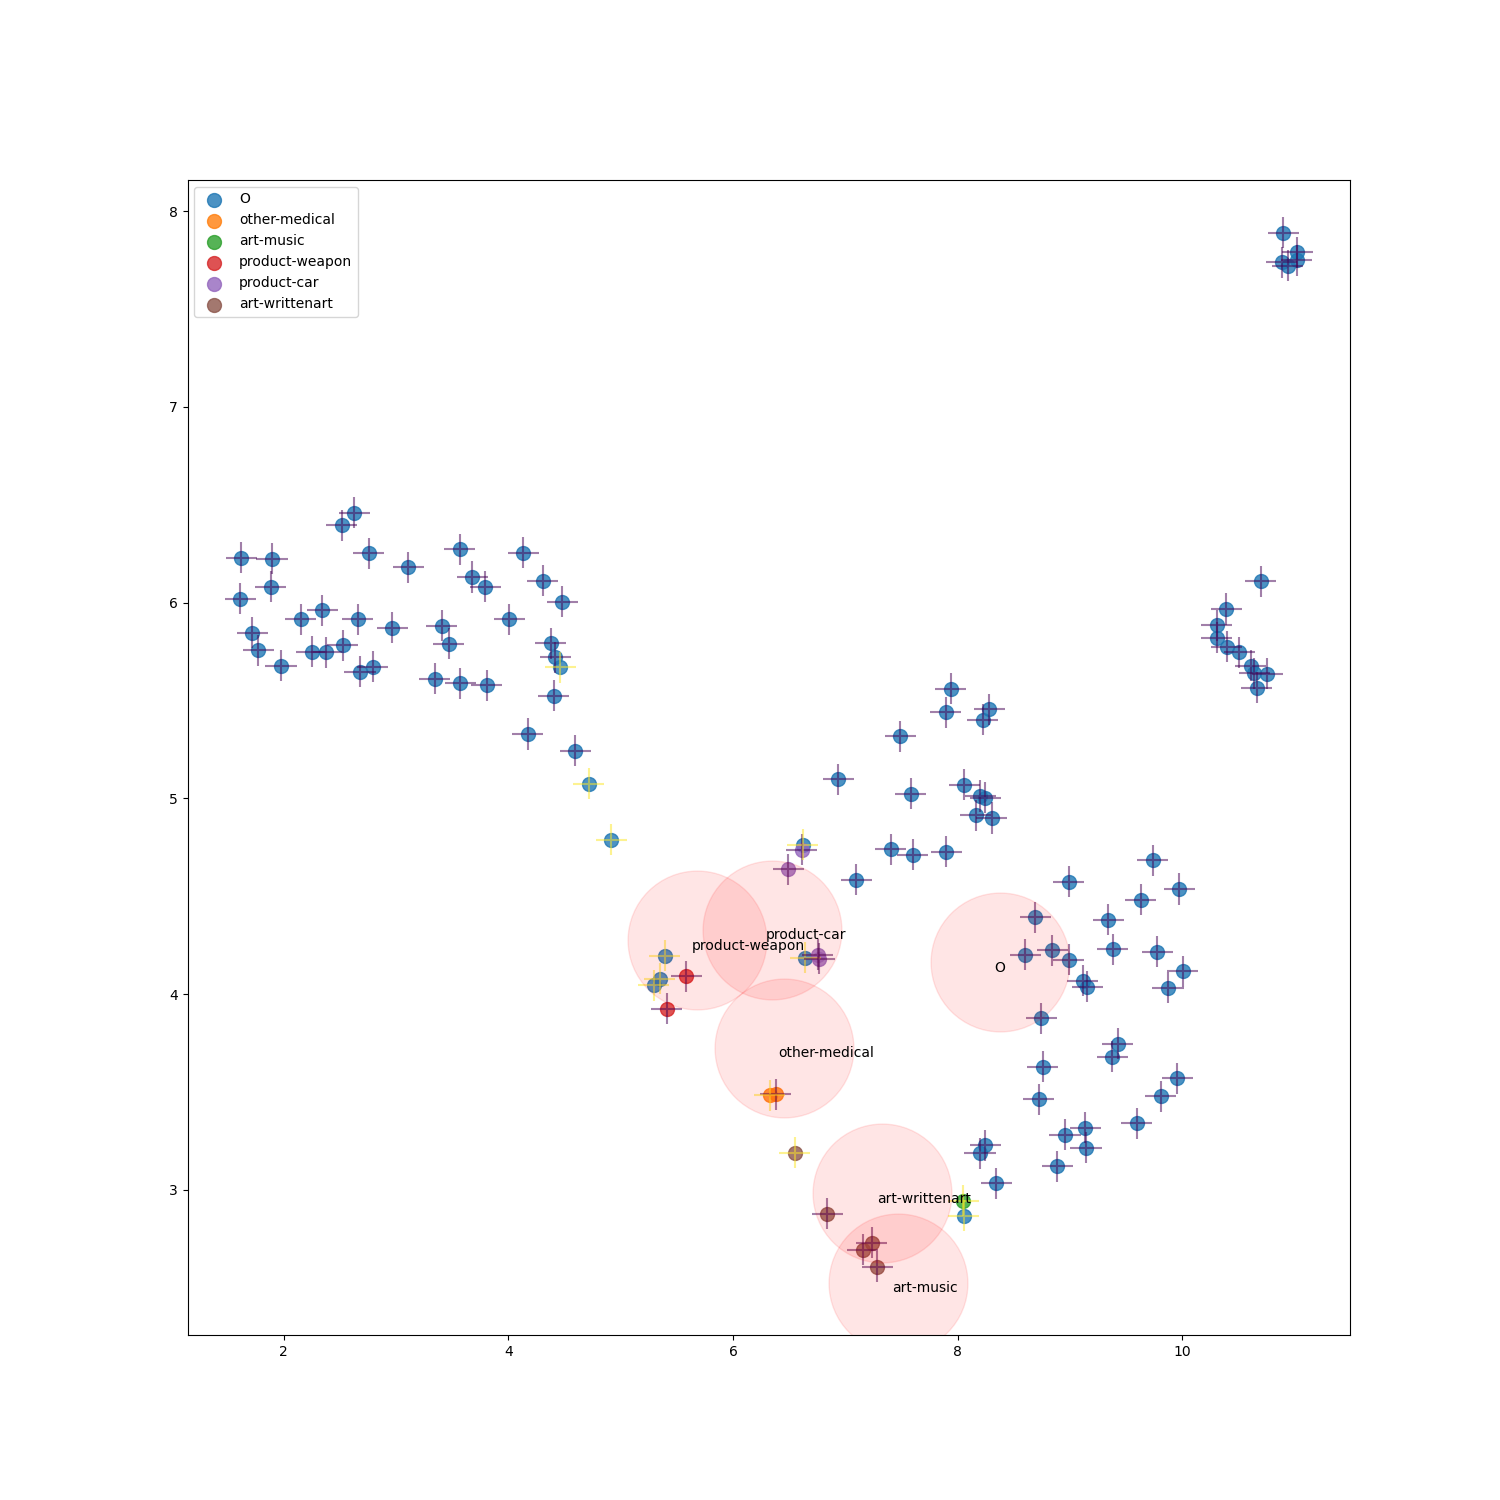 O
other-medical
art-music
product-weapon
product-car
art-writtenart
8
7
6
5
4
3
product-car
product-weapon
O
other-medical
art-writtenart
art-music
2 4 6 8 10